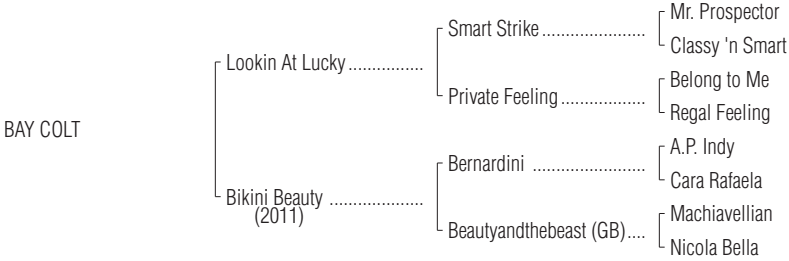 Mr. Prospector
Smart Strike ......................
Classy 'n Smart
Lookin At Lucky ................
Belong to Me
Private Feeling ..................
Regal Feeling
BAY COLT
A.P. Indy
Bernardini ........................
Cara Rafaela
Bikini Beauty ....................
(2011)
Machiavellian
Beautyandthebeast (GB)....
Nicola Bella